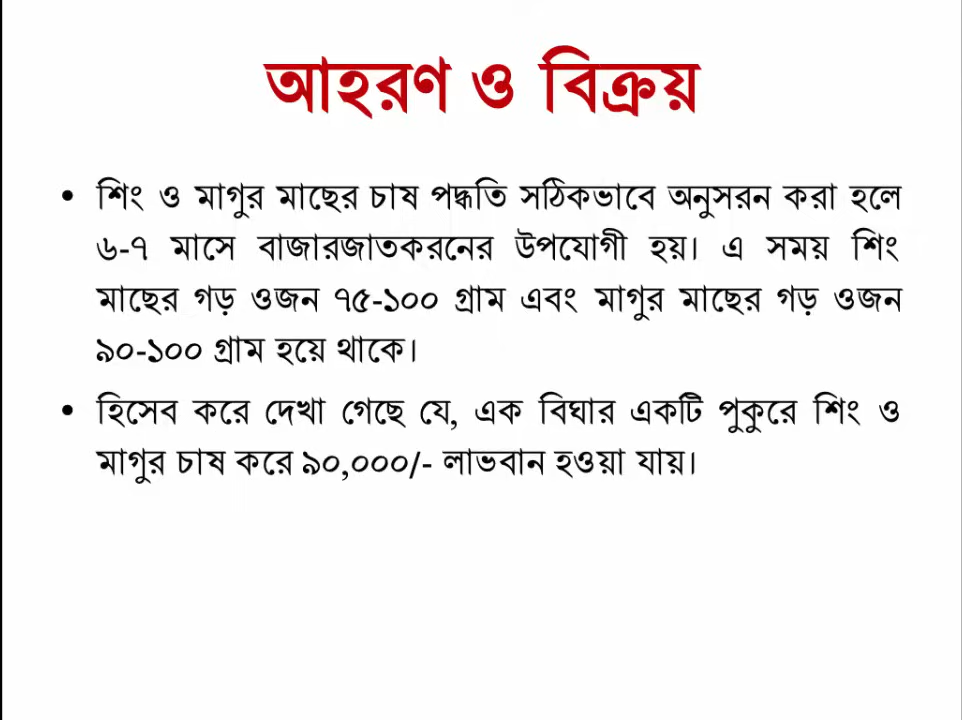 আহরণ ও বিক্রয়
• শিং ও মাগুর মাছের চাষ পদ্ধতি সঠিকভাবে অনুসরন করা হলে
৬-৭ মাসে বাজারজাতকরনের উপযোগী হয়। এ সময় শিং
মাছের গড় ওজন ৭৫-১০০ গ্রাম এবং মাগুর মাছের গড় ওজন
৯০-১০০ গ্রাম হয়ে থাকে।
• হিসেব করে দেখা গেছে যে, এক বিঘার একটি পুকুরে শিং ও
মাগুর চাষ করে ৯০,০০০/- লাভবান হওয়া যায়।